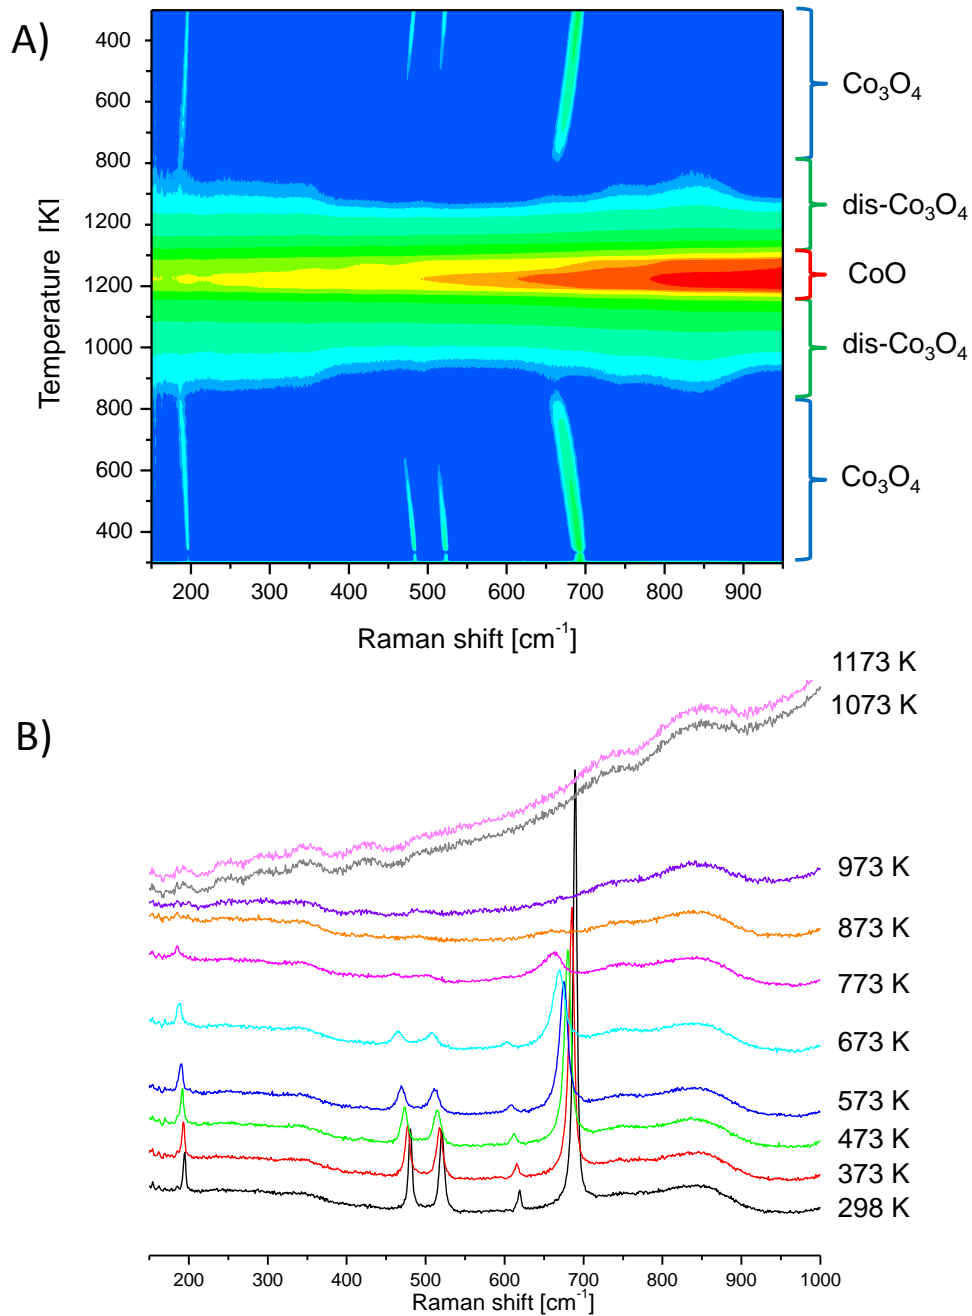 A)
400
600
800
1200
1200
1000
800
600
400
Temperature [K]
200 300 400 500 600 700 800 900
Raman shift [cm⁻¹]
Co₃O₄
dis-Co₃O₄
CoO
dis-Co₃O₄
Co₃O₄
B)
1173 K
1073 K
973 K
873 K
773 K
673 K
573 K
473 K
373 K
298 K
200 300 400 500 600 700 800 900 1000
Raman shift [cm⁻¹]